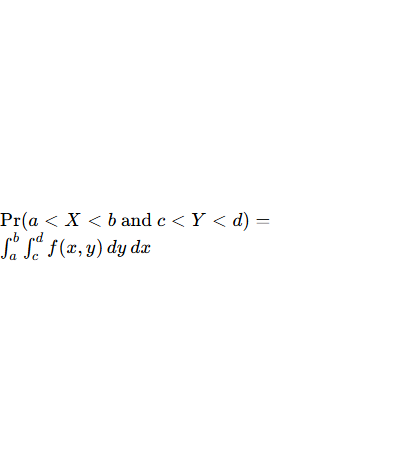 Pr(a < X < b and c < Y < d) =
∫_a^b ∫_c^d f(x, y) dy dx